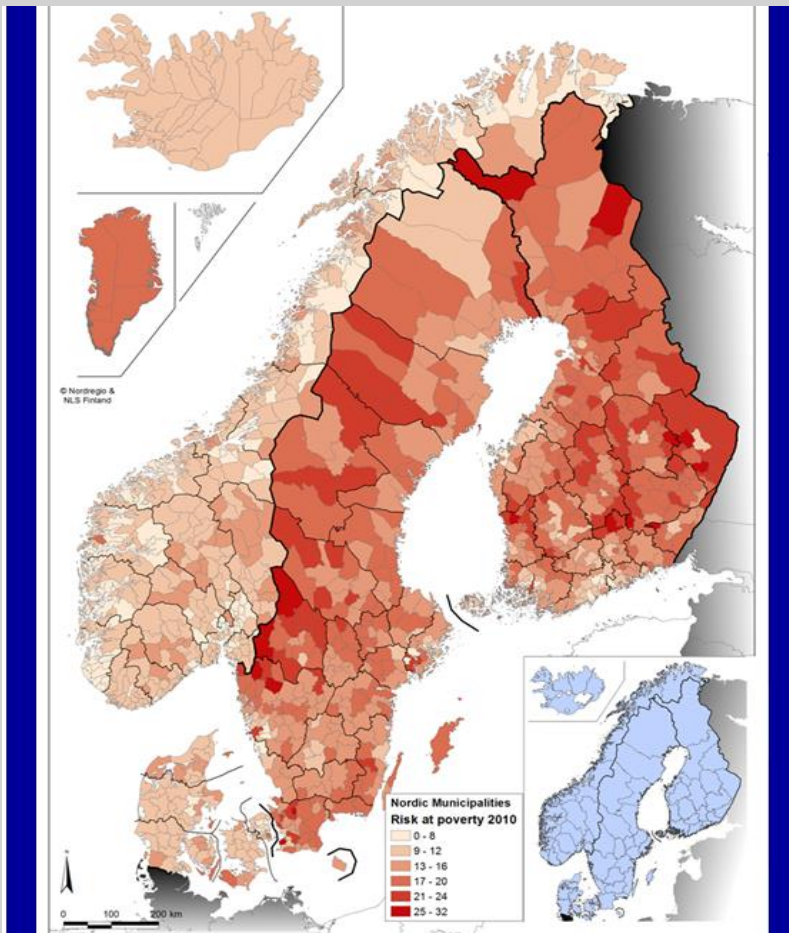 © Nordregio &
NLS Finland
Nordic Municipalities
Risk at poverty 2010
0 - 8
9 - 12
13 - 16
17 - 20
21 - 24
25 - 32
0 100 200 km